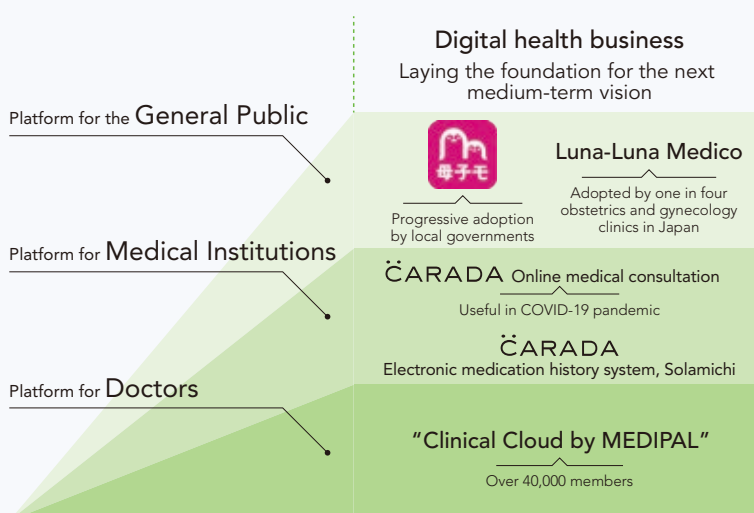 Digital health business
Laying the foundation for the next
medium-term vision
Platform for the General Public
母子モ
Progressive adoption
by local governments
Luna-Luna Medico
Adopted by one in four
obstetrics and gynecology
clinics in Japan
Platform for Medical Institutions
C̈ARADA Online medical consultation
Useful in COVID-19 pandemic
C̈ARADA
Electronic medication history system, Solamichi
Platform for Doctors
“Clinical Cloud by MEDIPAL”
Over 40,000 members